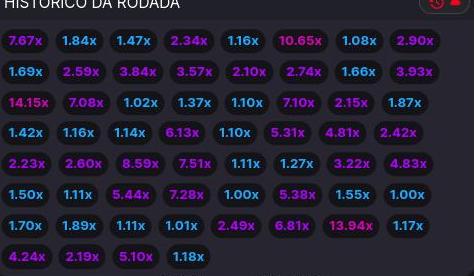 HISTÓRICO DA RODADA
7.67x 1.84x 1.47x 2.34x 1.16x 10.65x 1.08x 2.90x
1.69x 2.59x 3.84x 3.57x 2.10x 2.74x 1.66x 3.93x
14.15x 7.08x 1.02x 1.37x 1.10x 7.10x 2.15x 1.87x
1.42x 1.16x 1.14x 6.13x 1.10x 5.31x 4.81x 2.42x
2.23x 2.60x 8.59x 7.51x 1.11x 1.27x 3.22x 4.83x
1.50x 1.11x 5.44x 7.28x 1.00x 5.38x 1.55x 1.00x
1.70x 1.89x 1.11x 1.01x 2.49x 6.81x 13.94x 1.17x
4.24x 2.19x 5.10x 1.18x